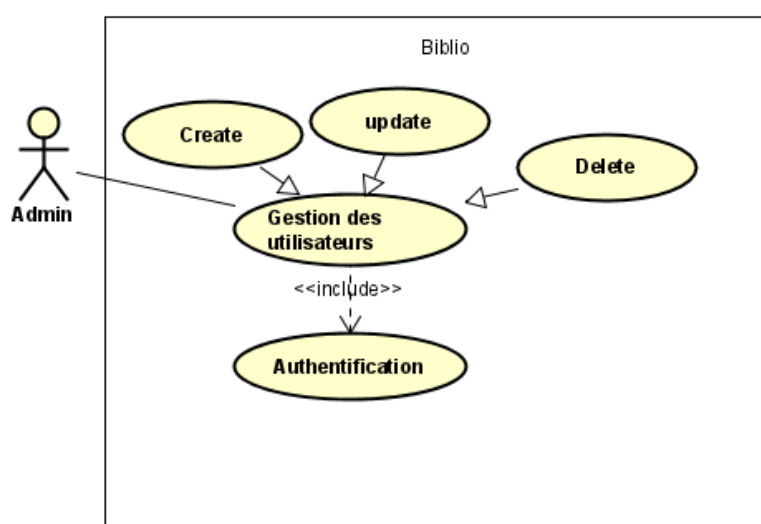 Biblio
Create
update
Delete
Admin
Gestion des
utilisateurs
<<include>>
Authentification